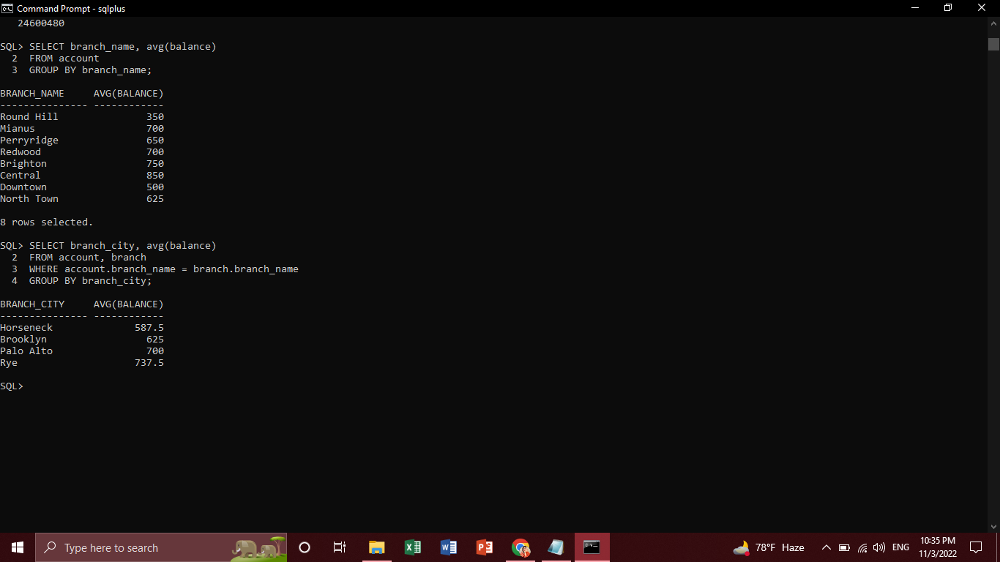 Command Prompt - sqlplus
   24600480
SQL> SELECT branch_name, avg(balance)
  2  FROM account
  3  GROUP BY branch_name;
BRANCH_NAME     AVG(BALANCE)
--------------- ------------
Round Hill               350
Mianus                   700
Perryridge               650
Redwood                  700
Brighton                 750
Central                  850
Downtown                 500
North Town               625
8 rows selected.
SQL> SELECT branch_city, avg(balance)
  2  FROM account, branch
  3  WHERE account.branch_name = branch.branch_name
  4  GROUP BY branch_city;
BRANCH_CITY     AVG(BALANCE)
--------------- ------------
Horseneck              587.5
Brooklyn                 625
Palo Alto                700
Rye                    737.5
SQL>
Type here to search
78°F Haze
ENG
10:35 PM
11/3/2022